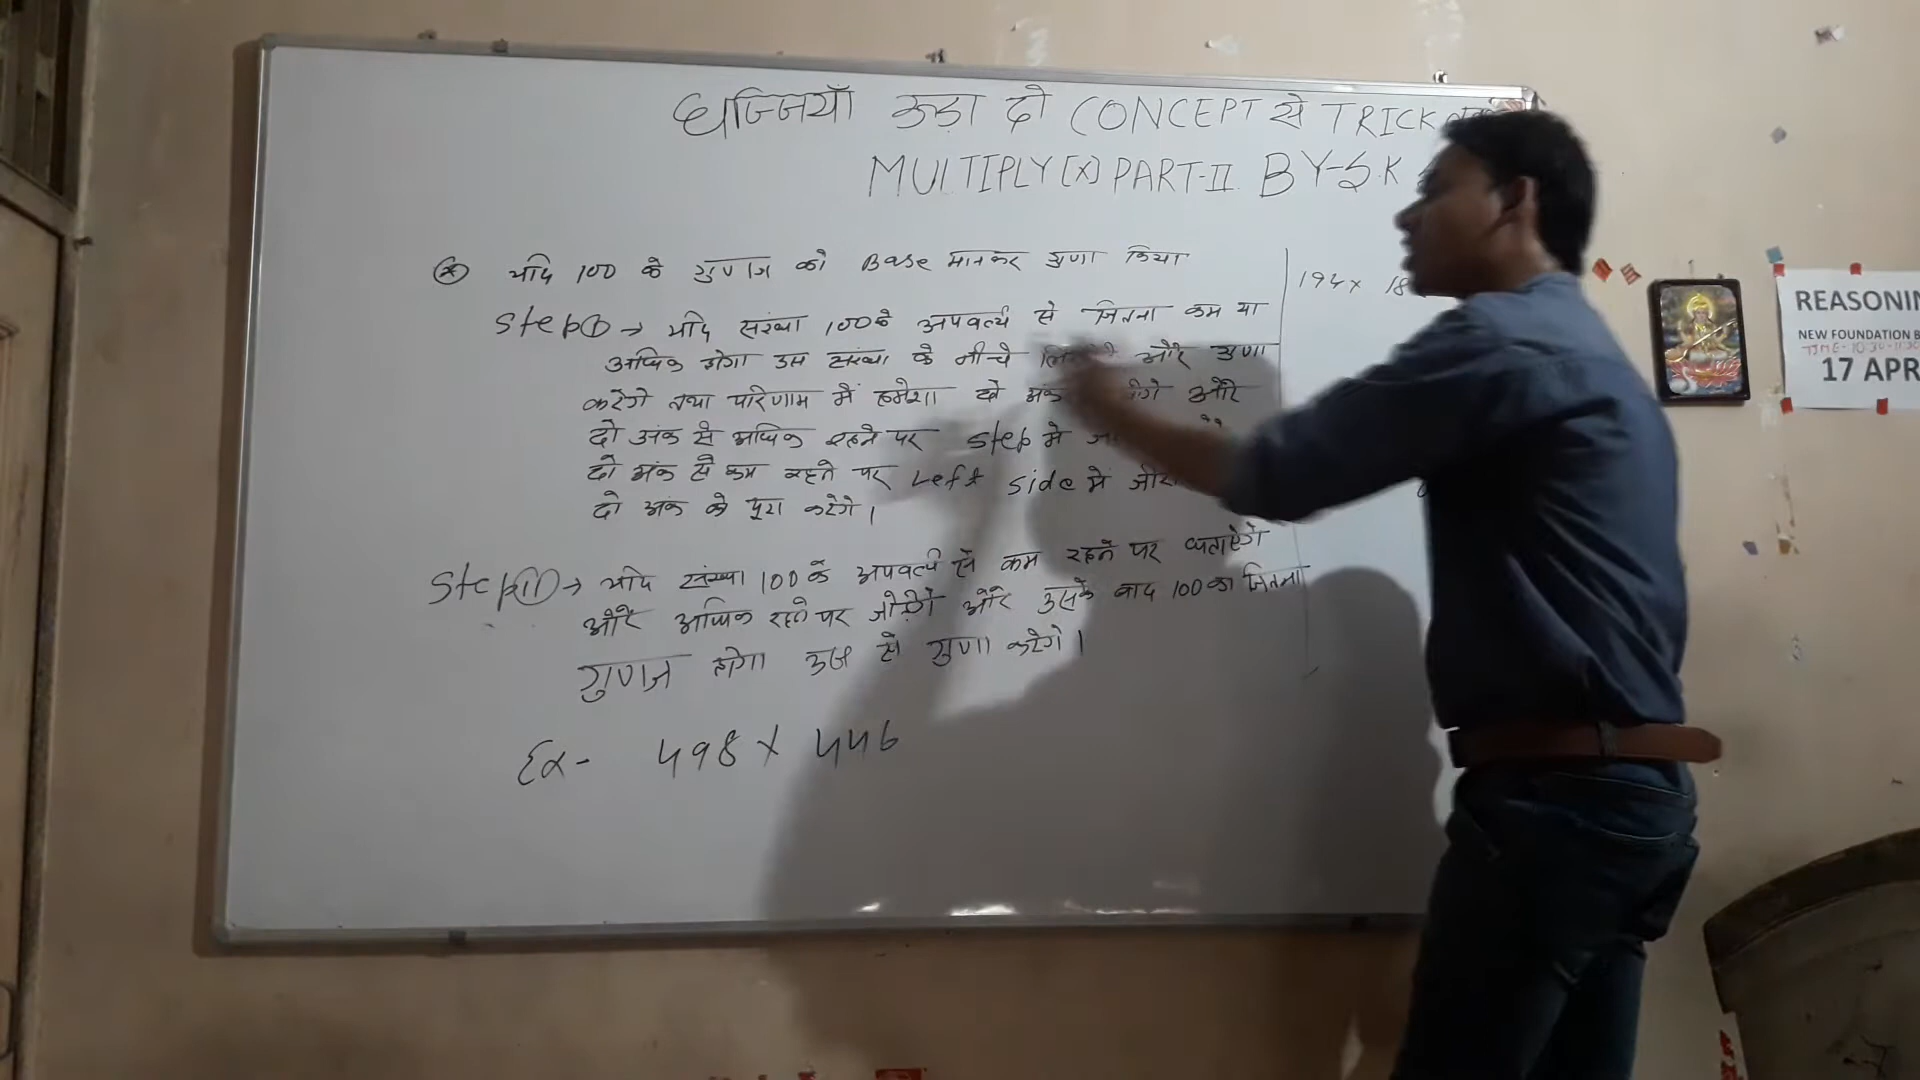 धज्जियाँ उड़ा दो CONCEPT से TRICK
MULTIPLY (X) PART-II BY-S.K
यदि 100 के गुणज को Base मानकर गुणा किया
Step I → यदि संख्या 100 के अपवर्त्य से जितना कम या
अधिक होगा उस संख्या के नीचे और गुणा
करेंगे तथा परिणाम में हमेशा दो अंक और
दो अंक से अधिक रहने पर Step में
दो अंक से कम रहने पर Left side में
दो अंक को पूरा करेंगे।
Step II → यदि संख्या 100 के अपवर्त्य से कम रहने पर घटाएंगे
और अधिक रहने पर जोड़ेंगे और उसके बाद 100 का जितना
गुणज होगा उस से गुणा करेंगे।
Ex- 498 X 446
194 x 18
REASONIN
NEW FOUNDATION B
17 APR